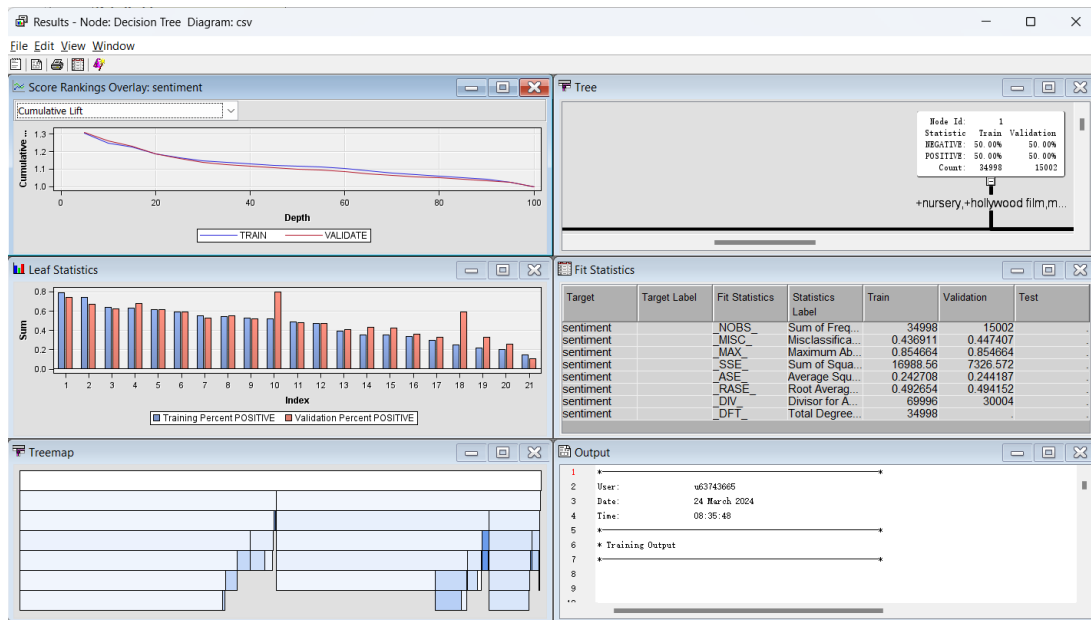 Results - Node: Decision Tree Diagram: csv
File Edit View Window
Score Rankings Overlay: sentiment
Cumulative Lift
Cumulative ...
1.3
1.2
1.1
1.0
0 20 40 60 80 100
Depth
TRAIN VALIDATE
Tree
Node Id: 1
Statistic Train Validation
NEGATIVE: 50.00% 50.00%
POSITIVE: 50.00% 50.00%
Count: 34998 15002
+nursery,+hollywood film,m...
Leaf Statistics
Sum
0.8
0.6
0.4
0.2
0.0
1 2 3 4 5 6 7 8 9 10 11 12 13 14 15 16 17 18 19 20 21
Index
Training Percent POSITIVE Validation Percent POSITIVE
Fit Statistics
Target Target Label Fit Statistics Statistics Label Train Validation Test
sentiment _NOBS_ Sum of Freq... 34998 15002 .
sentiment _MISC_ Misclassifica... 0.436911 0.447407 .
sentiment _MAX_ Maximum Ab... 0.854664 0.854664 .
sentiment _SSE_ Sum of Squa... 16988.56 7326.572 .
sentiment _ASE_ Average Squ... 0.242708 0.244187 .
sentiment _RASE_ Root Averag... 0.492654 0.494152 .
sentiment _DIV_ Divisor for A... 69996 30004 .
sentiment _DFT_ Total Degree... 34998 . .
Treemap
Output
1 *------------------------------------------------------------*
2 User: u63743665
3 Date: 24 March 2024
4 Time: 08:35:48
5 *------------------------------------------------------------*
6 * Training Output
7 *------------------------------------------------------------*
8
9
10